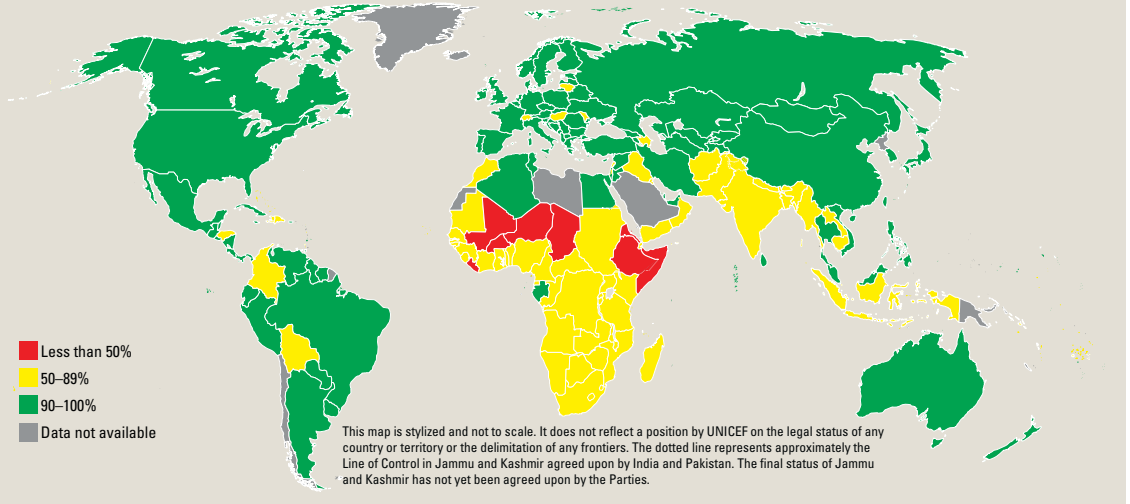 Less than 50%
50–89%
90–100%
Data not available
This map is stylized and not to scale. It does not reflect a position by UNICEF on the legal status of any
country or territory or the delimitation of any frontiers. The dotted line represents approximately the
Line of Control in Jammu and Kashmir agreed upon by India and Pakistan. The final status of Jammu
and Kashmir has not yet been agreed upon by the Parties.